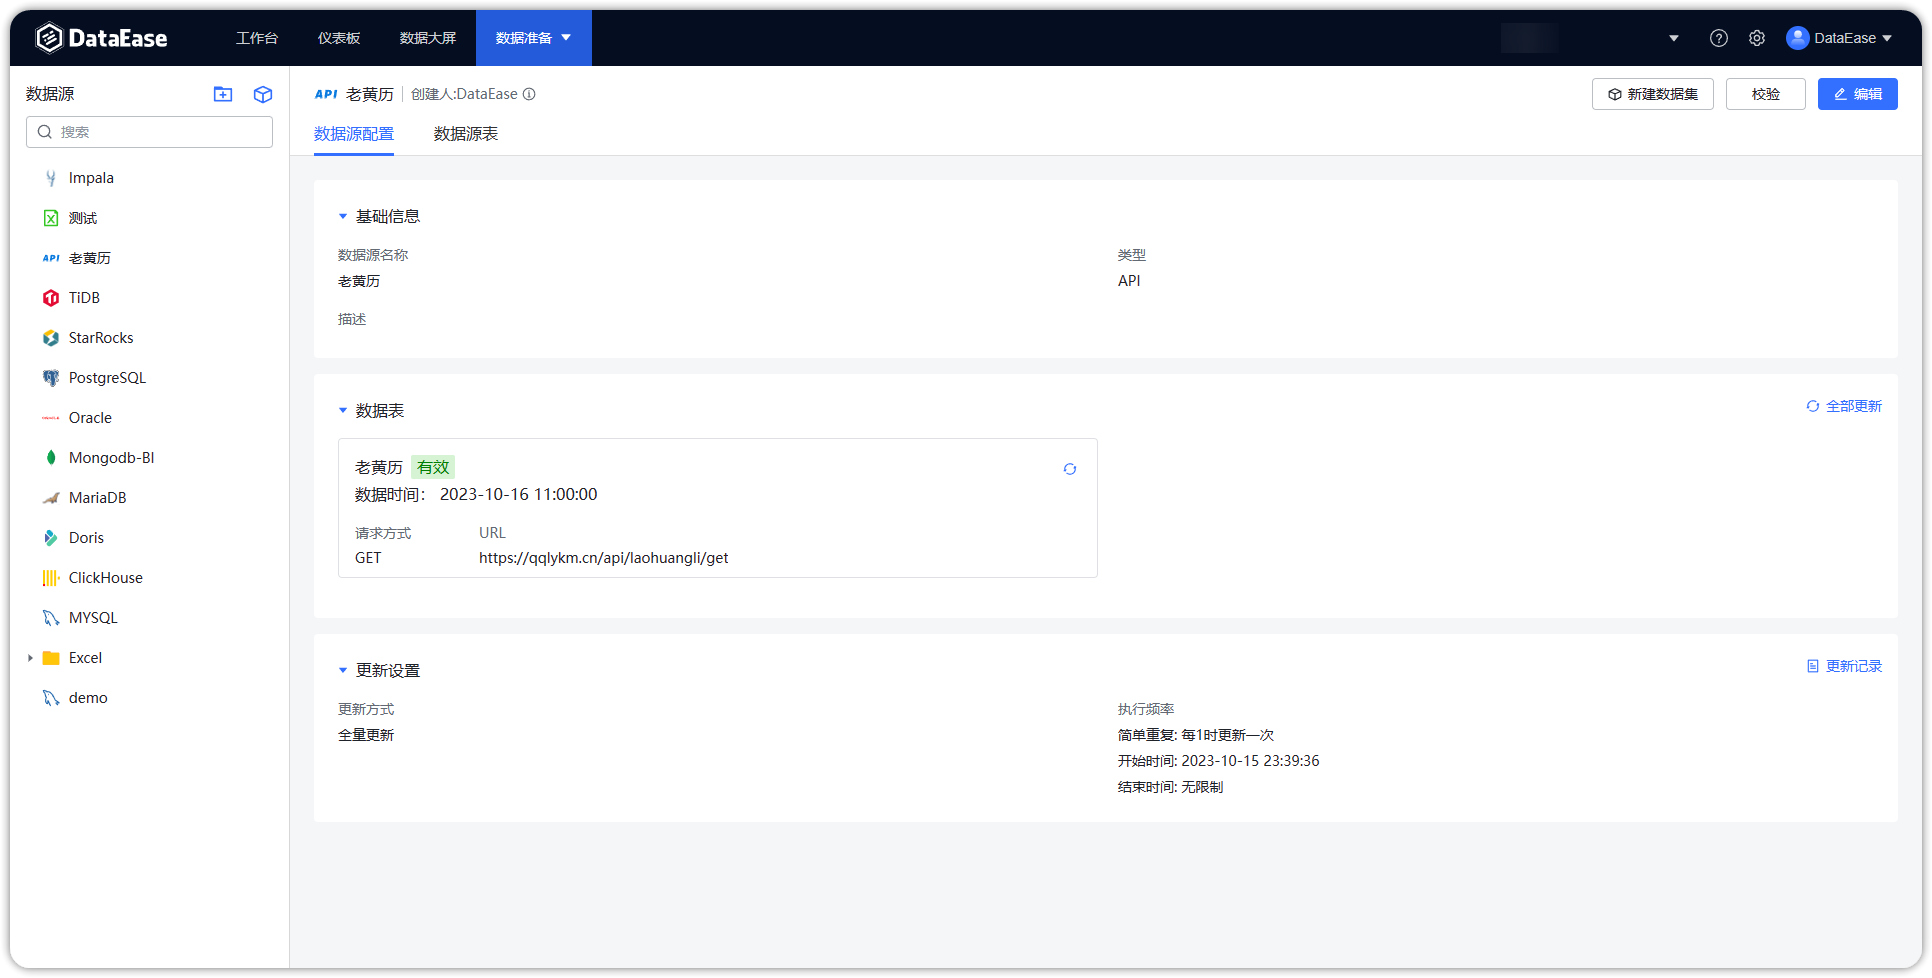 DataEase 工作台 仪表板 数据大屏 数据准备 DataEase
数据源
搜索
Impala
测试
API 老黄历
TiDB
StarRocks
PostgreSQL
Oracle
Mongodb-BI
MariaDB
Doris
ClickHouse
MYSQL
Excel
demo
API 老黄历 创建人:DataEase
新建数据集 校验 编辑
数据源配置 数据源表
基础信息
数据源名称 类型
老黄历 API
描述
数据表 全部更新
老黄历 有效
数据时间： 2023-10-16 11:00:00
请求方式 URL
GET https://qqlykm.cn/api/laohuangli/get
更新设置 更新记录
更新方式 执行频率
全量更新 简单重复: 每1时更新一次
开始时间: 2023-10-15 23:39:36
结束时间: 无限制